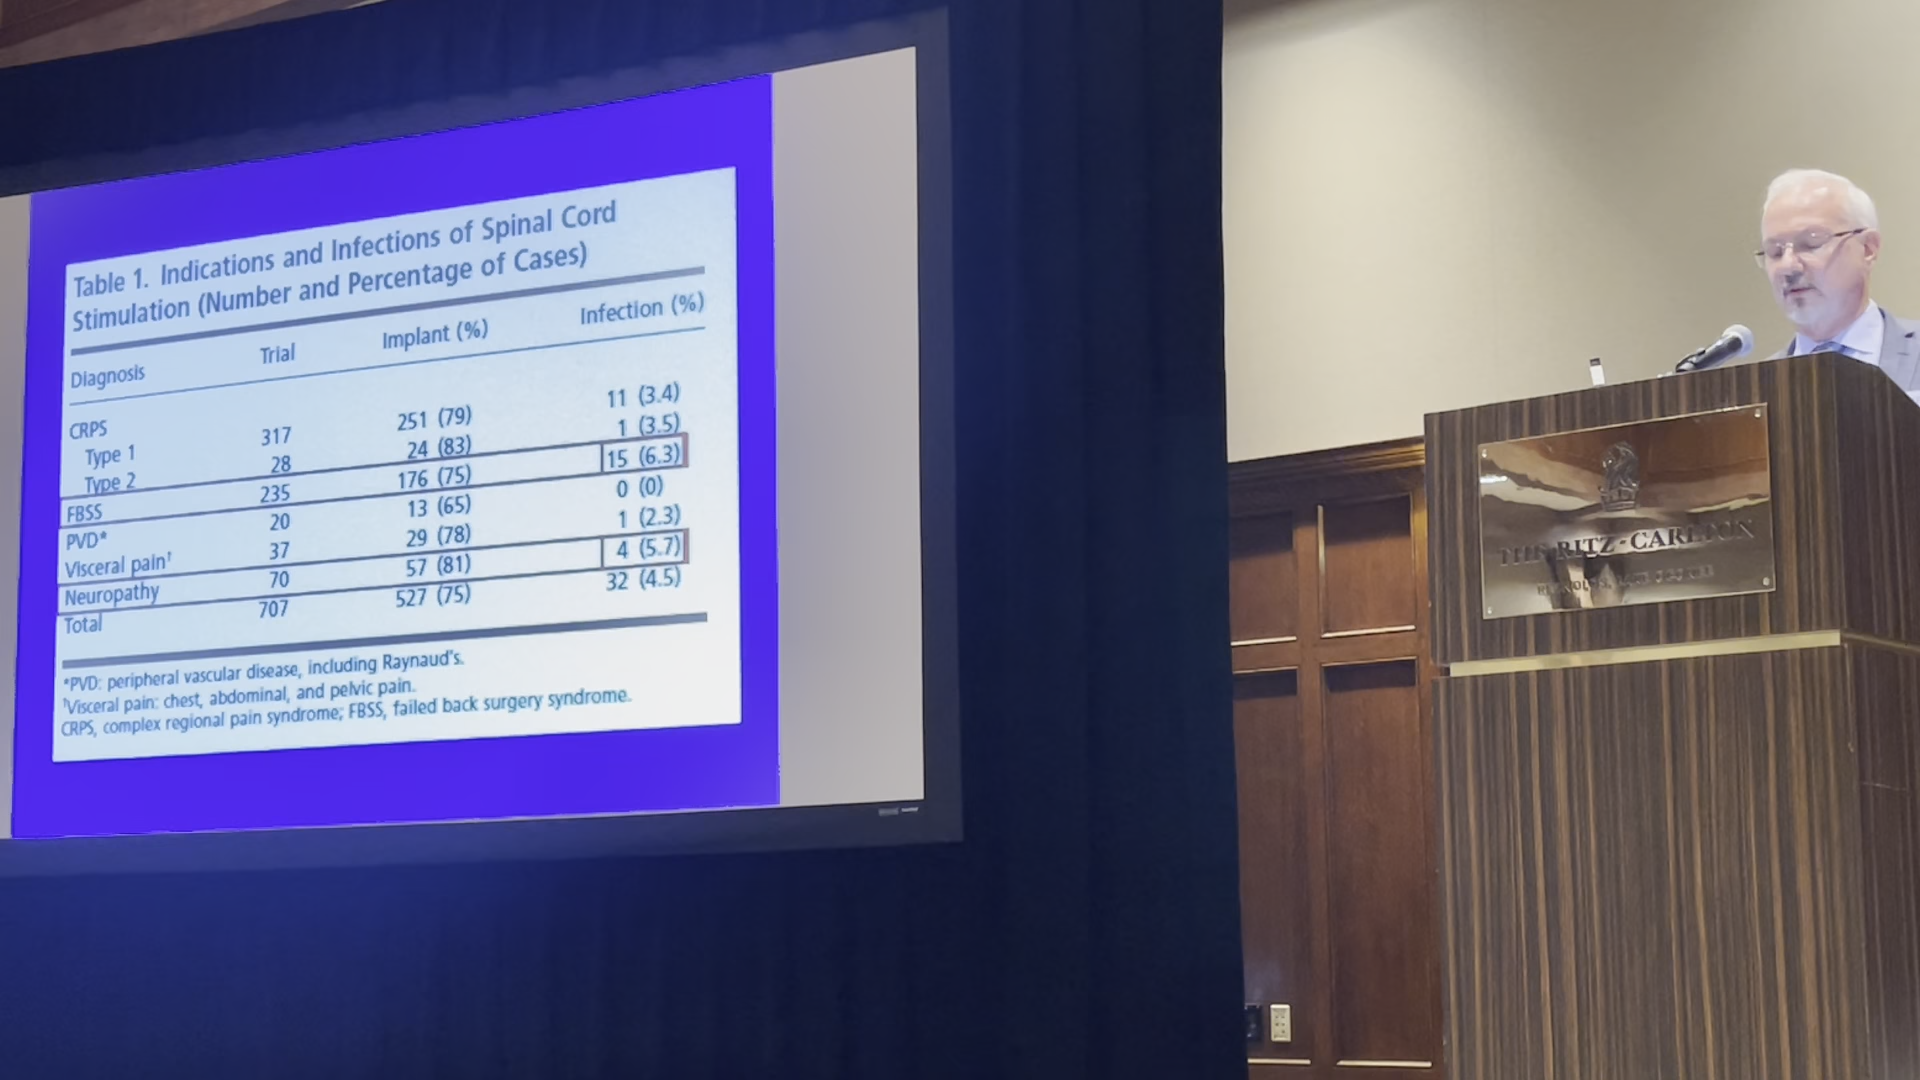 Table 1. Indications and Infections of Spinal Cord
Stimulation (Number and Percentage of Cases)
Diagnosis Trial Implant (%) Infection (%)
CRPS
Type 1 317 251 (79) 11 (3.4)
Type 2 28 24 (83) 1 (3.5)
FBSS 235 176 (75) 15 (6.3)
PVD* 20 13 (65) 0 (0)
Visceral pain† 37 29 (78) 1 (2.3)
Neuropathy 70 57 (81) 4 (5.7)
Total 707 527 (75) 32 (4.5)
*PVD: peripheral vascular disease, including Raynaud's.
†Visceral pain: chest, abdominal, and pelvic pain.
CRPS, complex regional pain syndrome; FBSS, failed back surgery syndrome.
THE RITZ-CARLTON